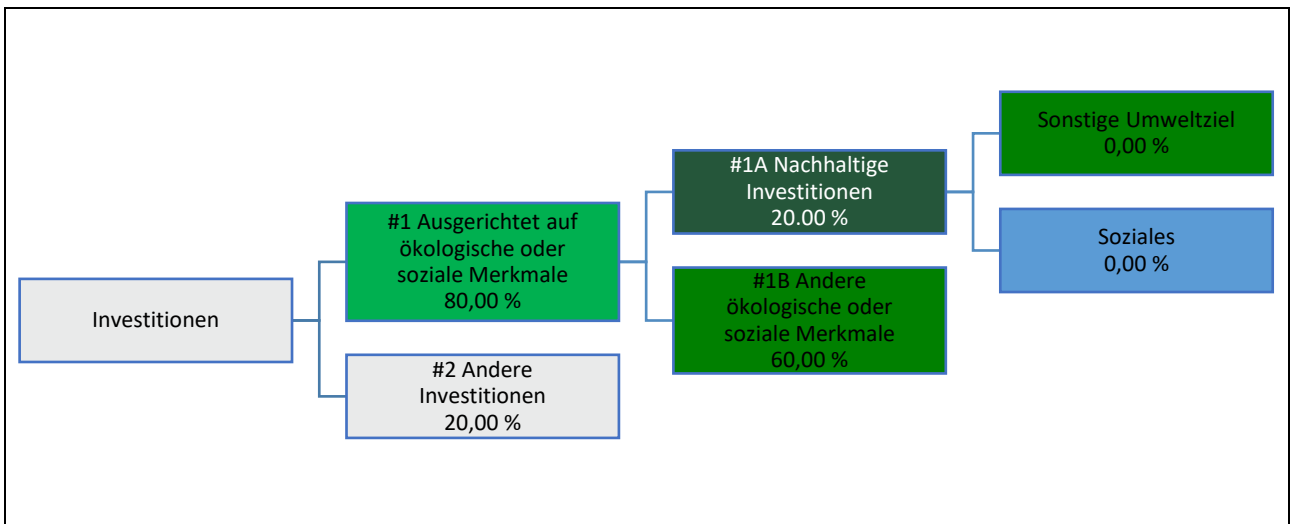 Investitionen
#1 Ausgerichtet auf
ökologische oder
soziale Merkmale
80,00 %
#2 Andere
Investitionen
20,00 %
#1A Nachhaltige
Investitionen
20.00 %
#1B Andere
ökologische oder
soziale Merkmale
60,00 %
Sonstige Umweltziel
0,00 %
Soziales
0,00 %